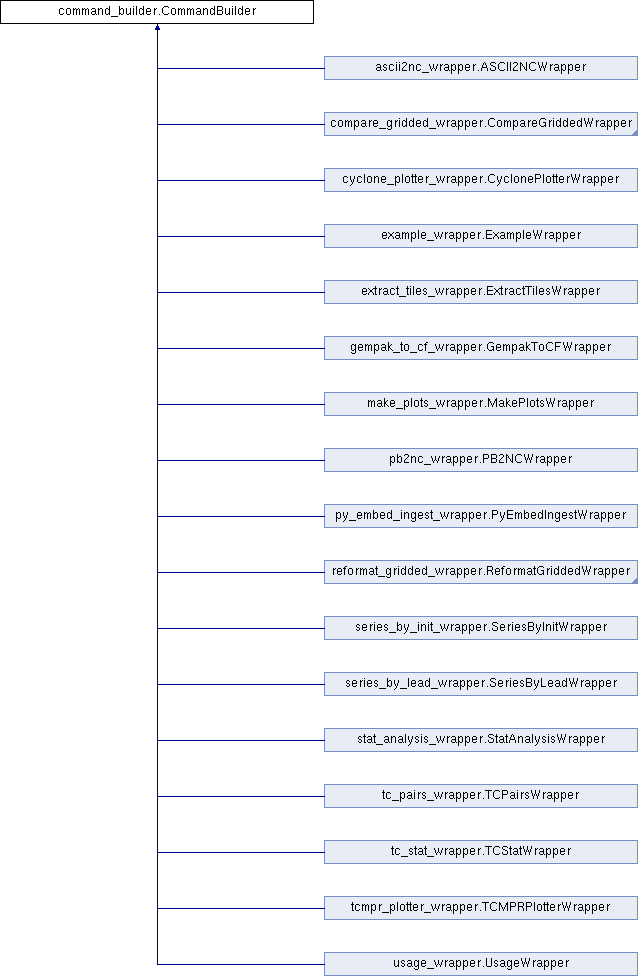 command_builder.CommandBuilder
ascii2nc_wrapper.ASCII2NCWrapper
compare_gridded_wrapper.CompareGriddedWrapper
cyclone_plotter_wrapper.CyclonePlotterWrapper
example_wrapper.ExampleWrapper
extract_tiles_wrapper.ExtractTilesWrapper
gempak_to_cf_wrapper.GempakToCFWrapper
make_plots_wrapper.MakePlotsWrapper
pb2nc_wrapper.PB2NCWrapper
py_embed_ingest_wrapper.PyEmbedIngestWrapper
reformat_gridded_wrapper.ReformatGriddedWrapper
series_by_init_wrapper.SeriesByInitWrapper
series_by_lead_wrapper.SeriesByLeadWrapper
stat_analysis_wrapper.StatAnalysisWrapper
tc_pairs_wrapper.TCPairsWrapper
tc_stat_wrapper.TCStatWrapper
tcmpr_plotter_wrapper.TCMPRPlotterWrapper
usage_wrapper.UsageWrapper